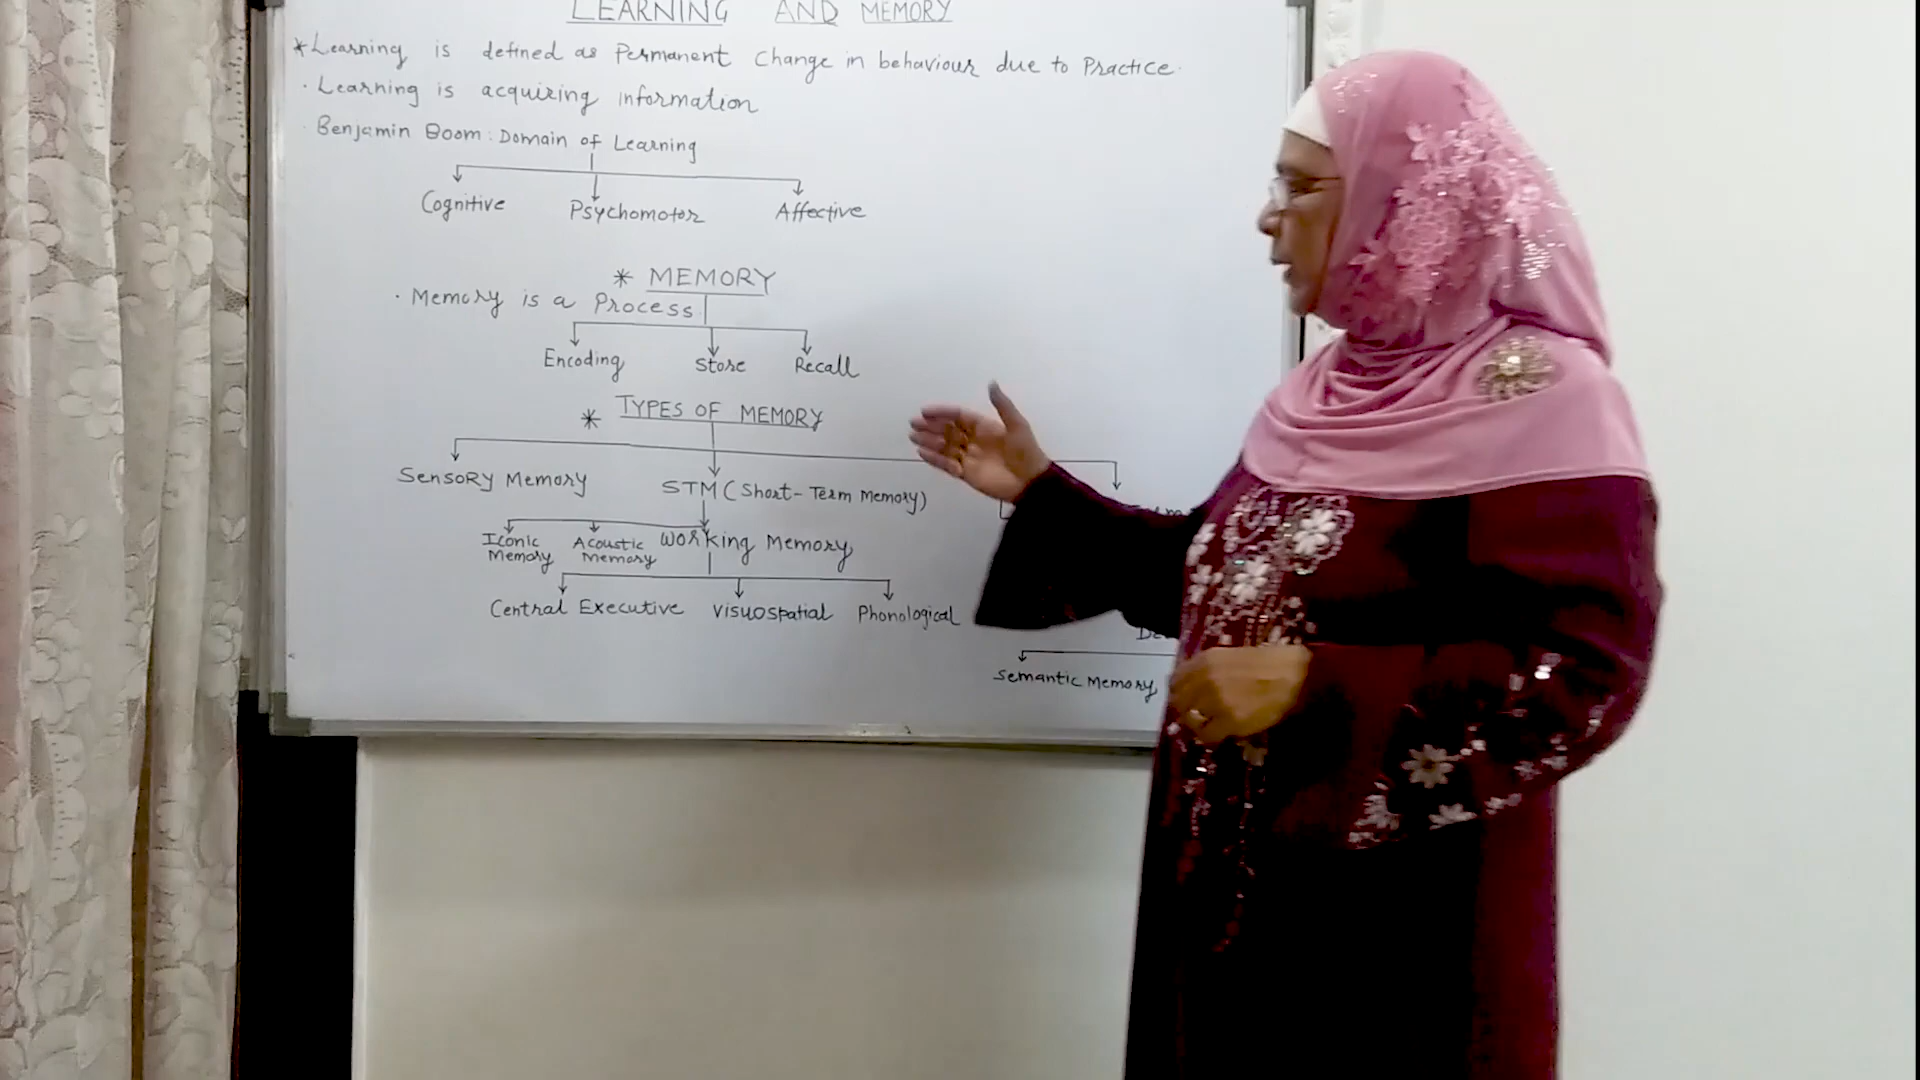 LEARNING AND MEMORY
* Learning is defined as Permanent Change in behaviour due to Practice.
· Learning is acquiring information
· Benjamin Boom : Domain of Learning
Cognitive Psychomotor Affective
* MEMORY
· Memory is a Process
Encoding Store Recall
* TYPES OF MEMORY
Sensory Memory STM (Short-Term Memory)
Iconic Memory Acoustic Memory Working Memory
Central Executive Visuospatial Phonological
Semantic Memory